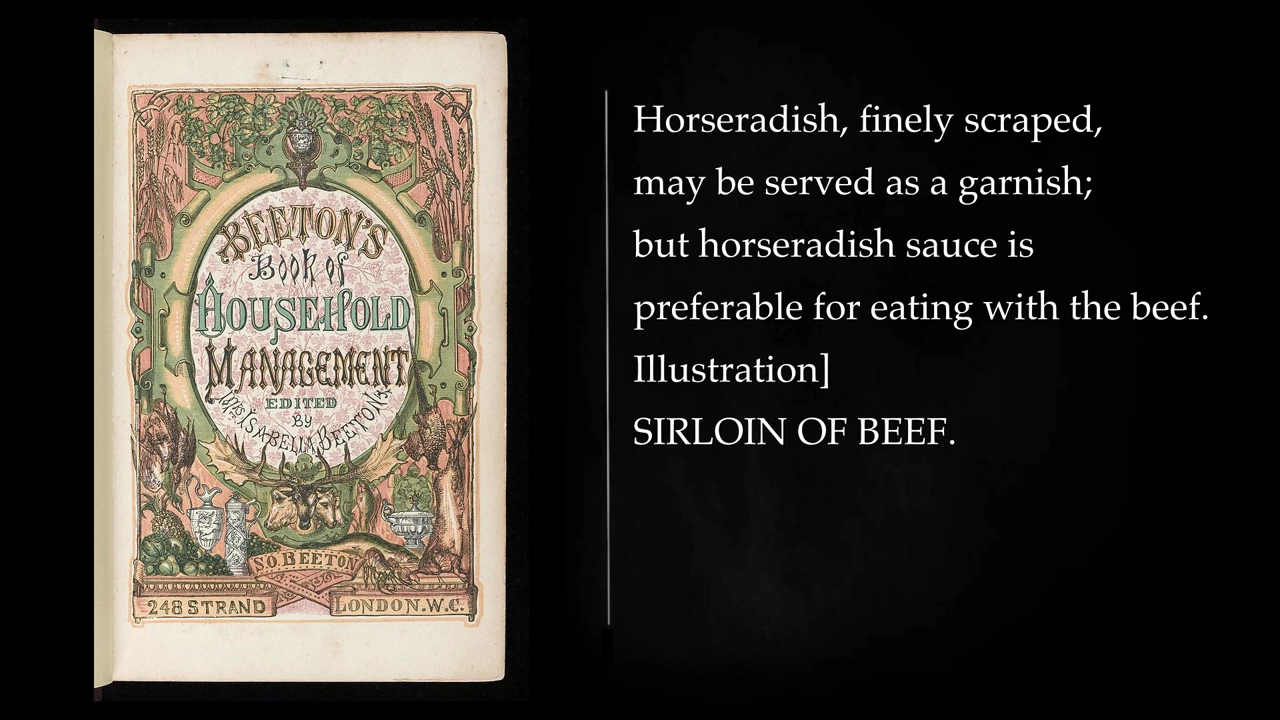 BEETON'S
Book of
HOUSEHOLD
MANAGEMENT
EDITED
BY
MRS ISABELLA BEETON
S.O. BEETON
248 STRAND
LONDON. W.C.
Horseradish, finely scraped,
may be served as a garnish;
but horseradish sauce is
preferable for eating with the beef.
Illustration]
SIRLOIN OF BEEF.